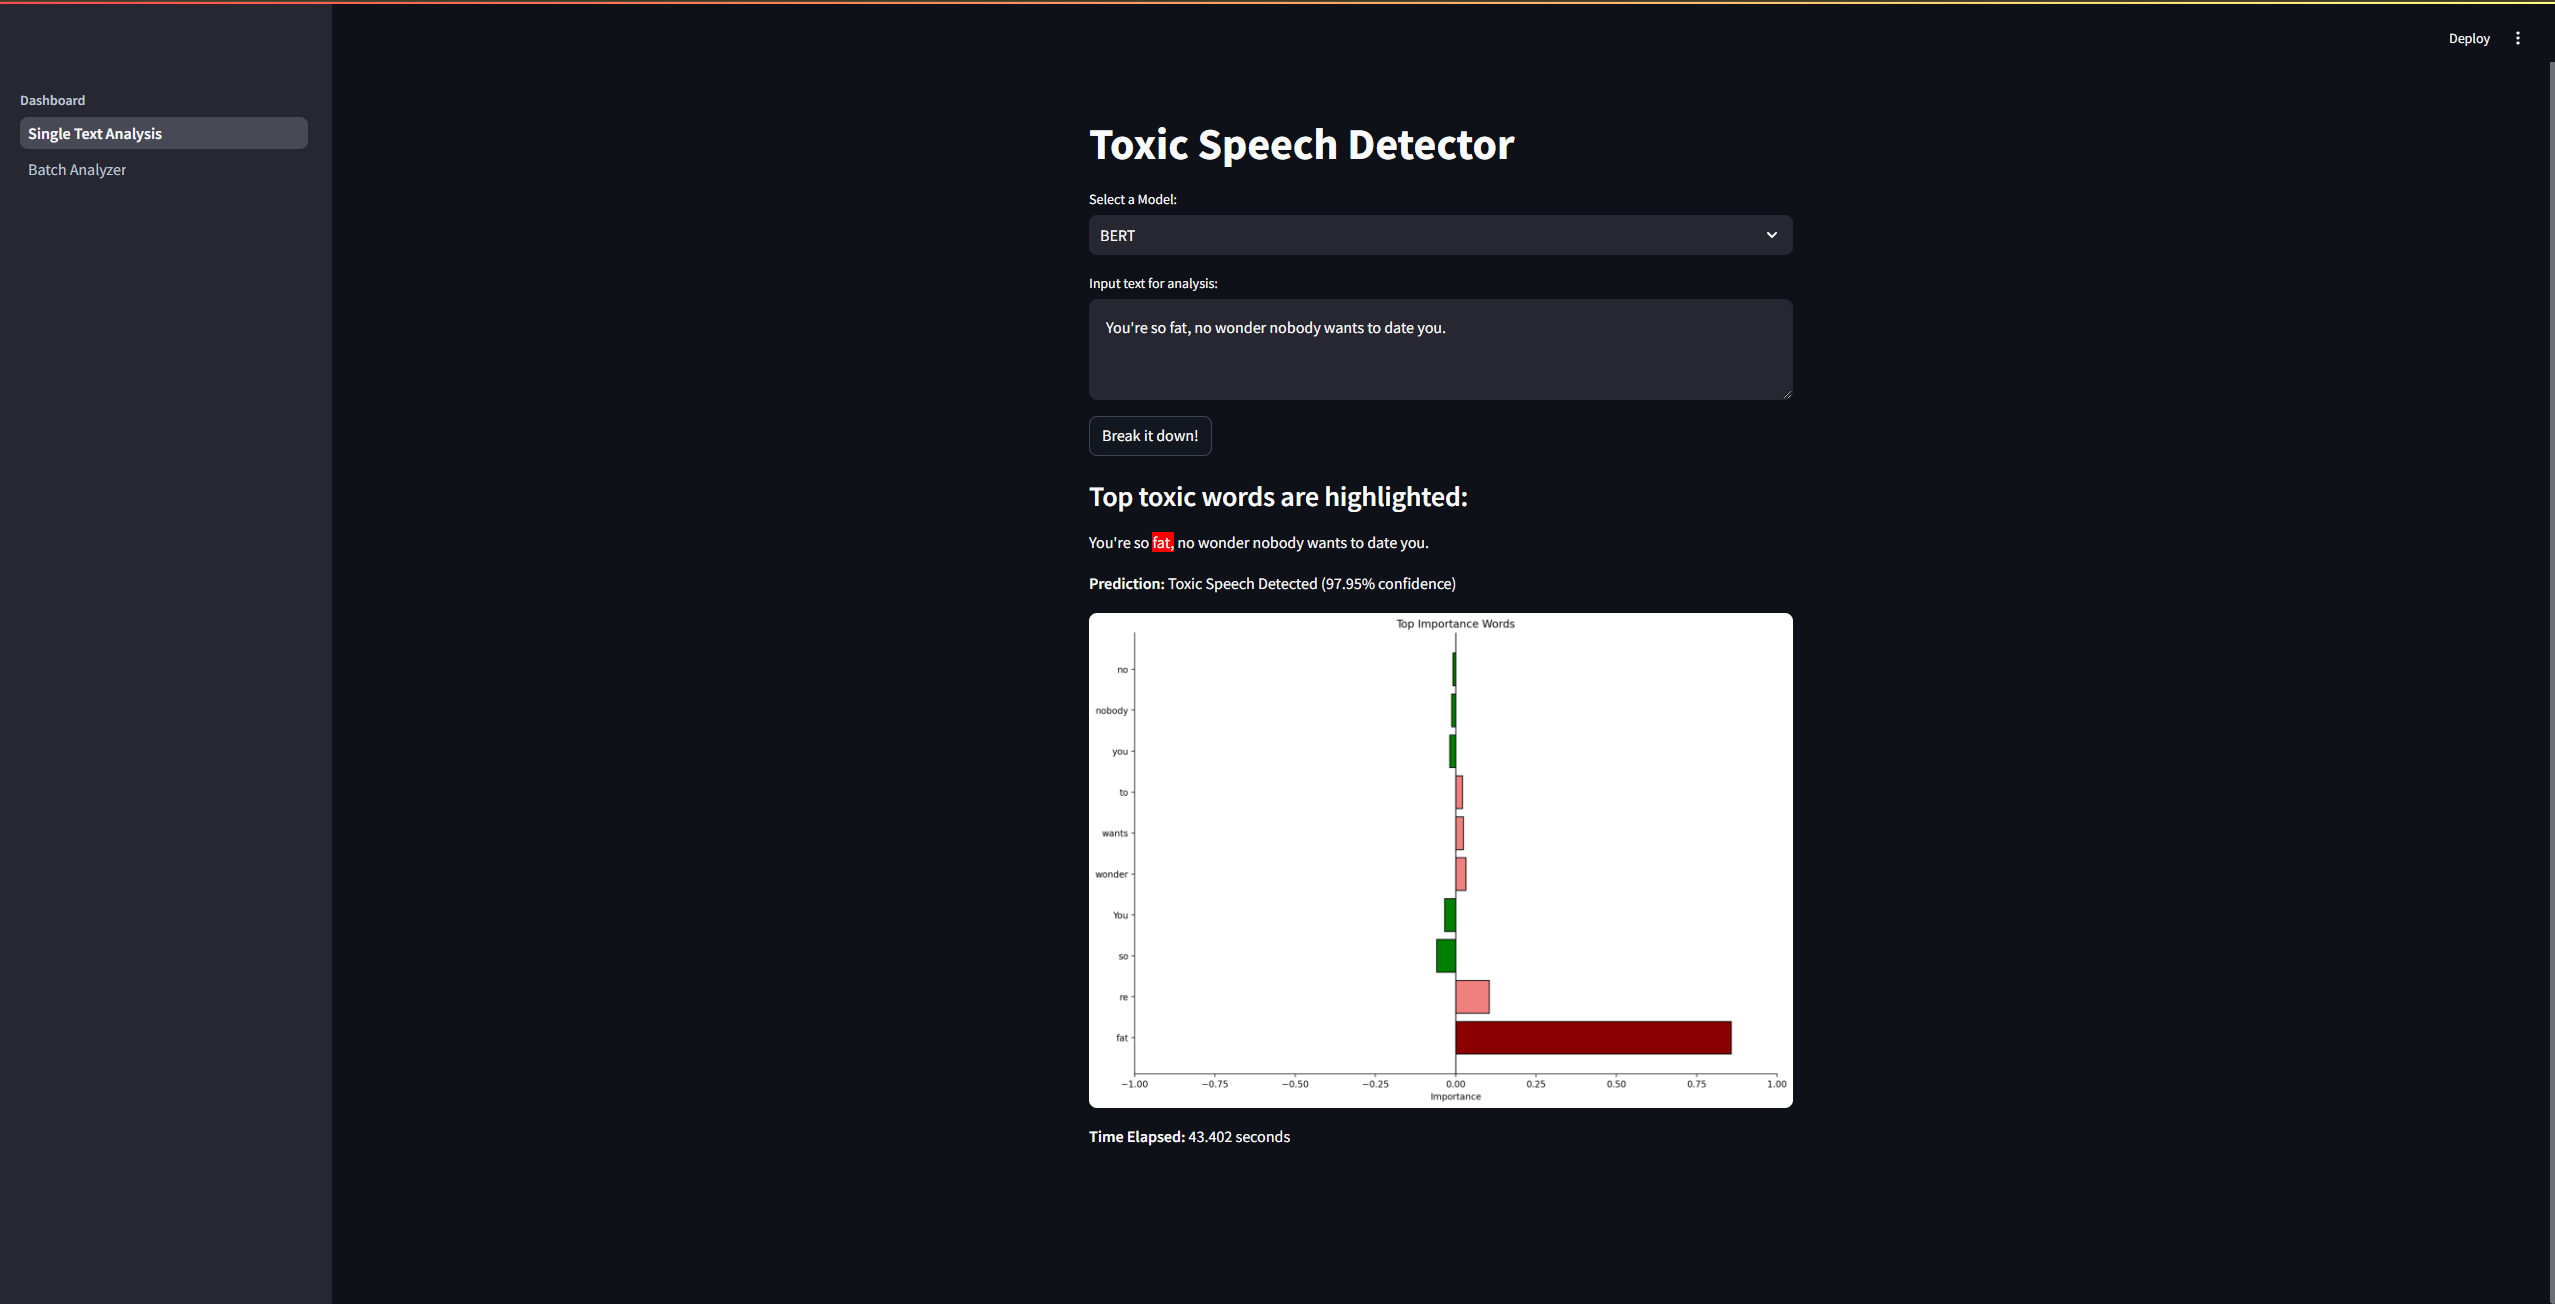 Deploy
Dashboard
Single Text Analysis
Batch Analyzer
Toxic Speech Detector
Select a Model:
BERT
Input text for analysis:
You're so fat, no wonder nobody wants to date you.
Break it down!
Top toxic words are highlighted:
You're so fat, no wonder nobody wants to date you.
Prediction: Toxic Speech Detected (97.95% confidence)
Top Importance Words
no
nobody
you
to
wants
wonder
You
so
re
fat
−1.00 −0.75 −0.50 −0.25 0.00 0.25 0.50 0.75 1.00
Importance
Time Elapsed: 43.402 seconds